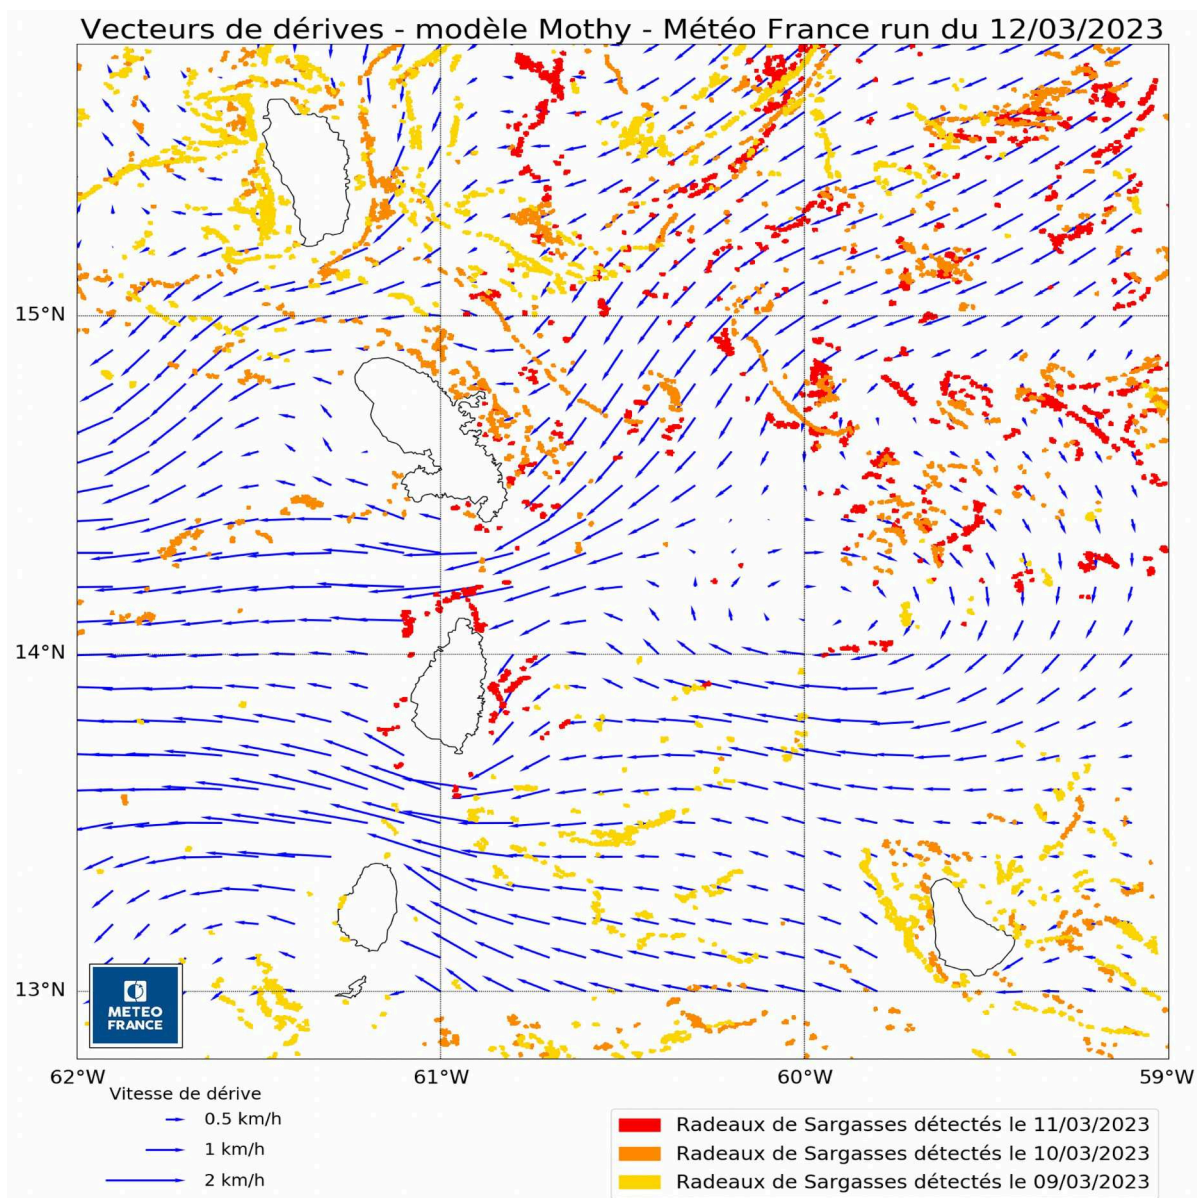 Vecteurs de dérives - modèle Mothy - Météo France run du 12/03/2023
15°N
14°N
13°N
METEO
FRANCE
62°W
61°W
60°W
59°W
Vitesse de dérive
0.5 km/h
1 km/h
2 km/h
Radeaux de Sargasses détectés le 11/03/2023
Radeaux de Sargasses détectés le 10/03/2023
Radeaux de Sargasses détectés le 09/03/2023